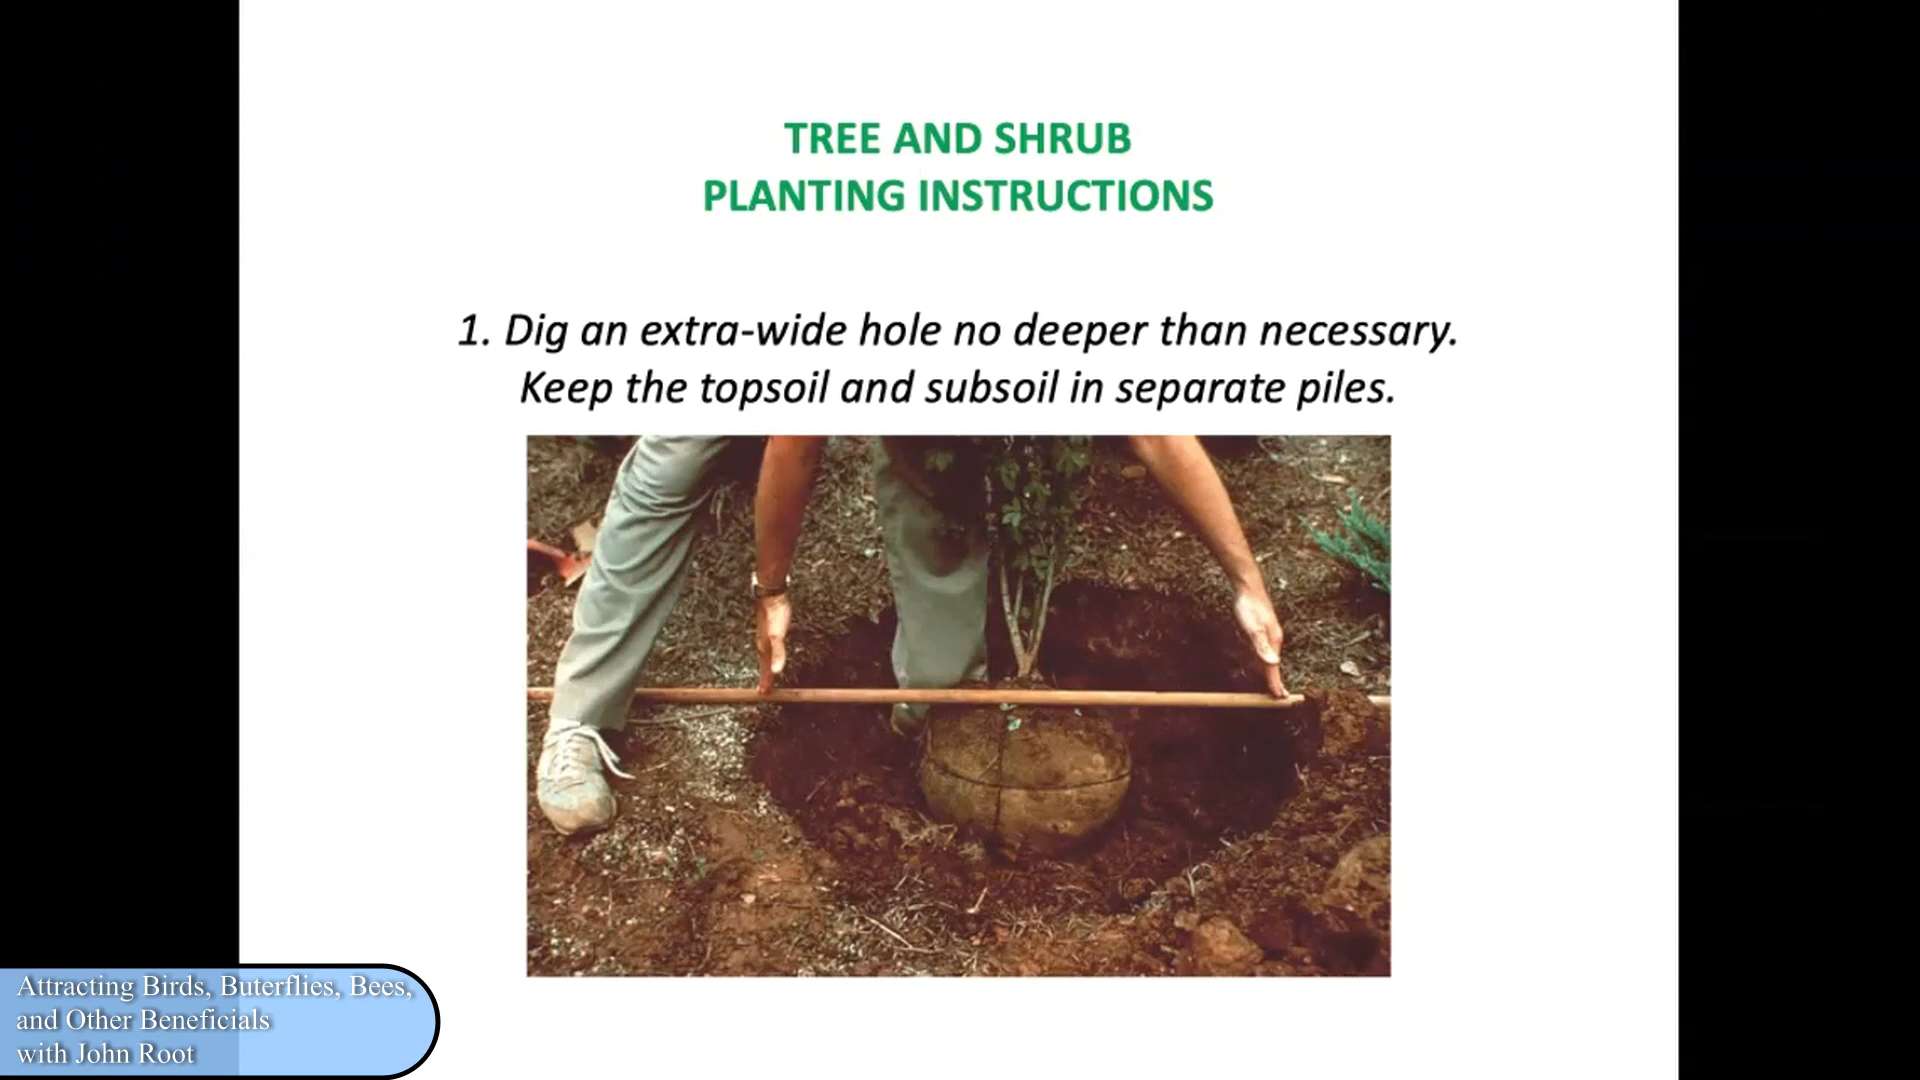 TREE AND SHRUB
PLANTING INSTRUCTIONS
1. Dig an extra-wide hole no deeper than necessary.
Keep the topsoil and subsoil in separate piles.
Attracting Birds, Buterflies, Bees,
and Other Beneficials
with John Root